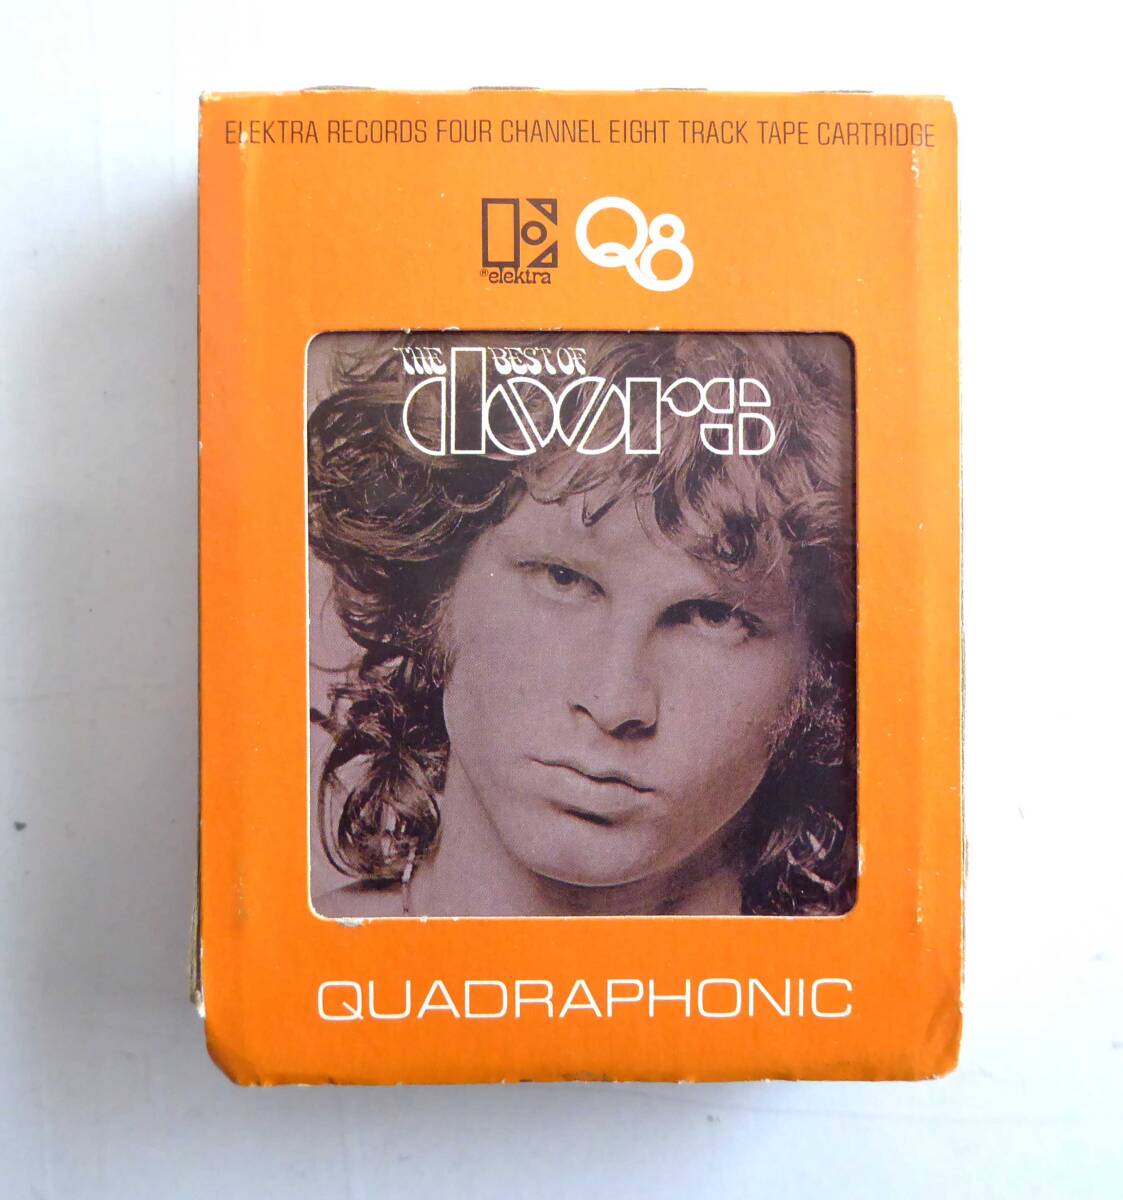 ELEKTRA RECORDS FOUR CHANNEL EIGHT TRACK TAPE CARTRIDGE
® elektra Q8
THE BEST OF
doors
QUADRAPHONIC